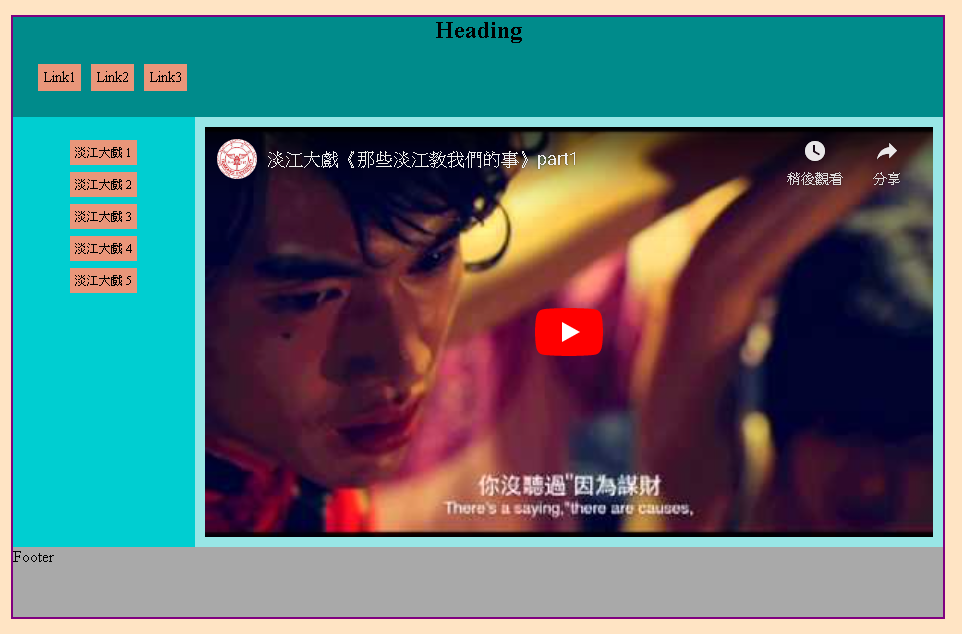 Heading
Link1 Link2 Link3
淡江大戲 1
淡江大戲 2
淡江大戲 3
淡江大戲 4
淡江大戲 5
淡江大戲《那些淡江教我們的事》part1
稍後觀看 分享
你沒聽過"因為謀財
There's a saying,"there are causes,
Footer